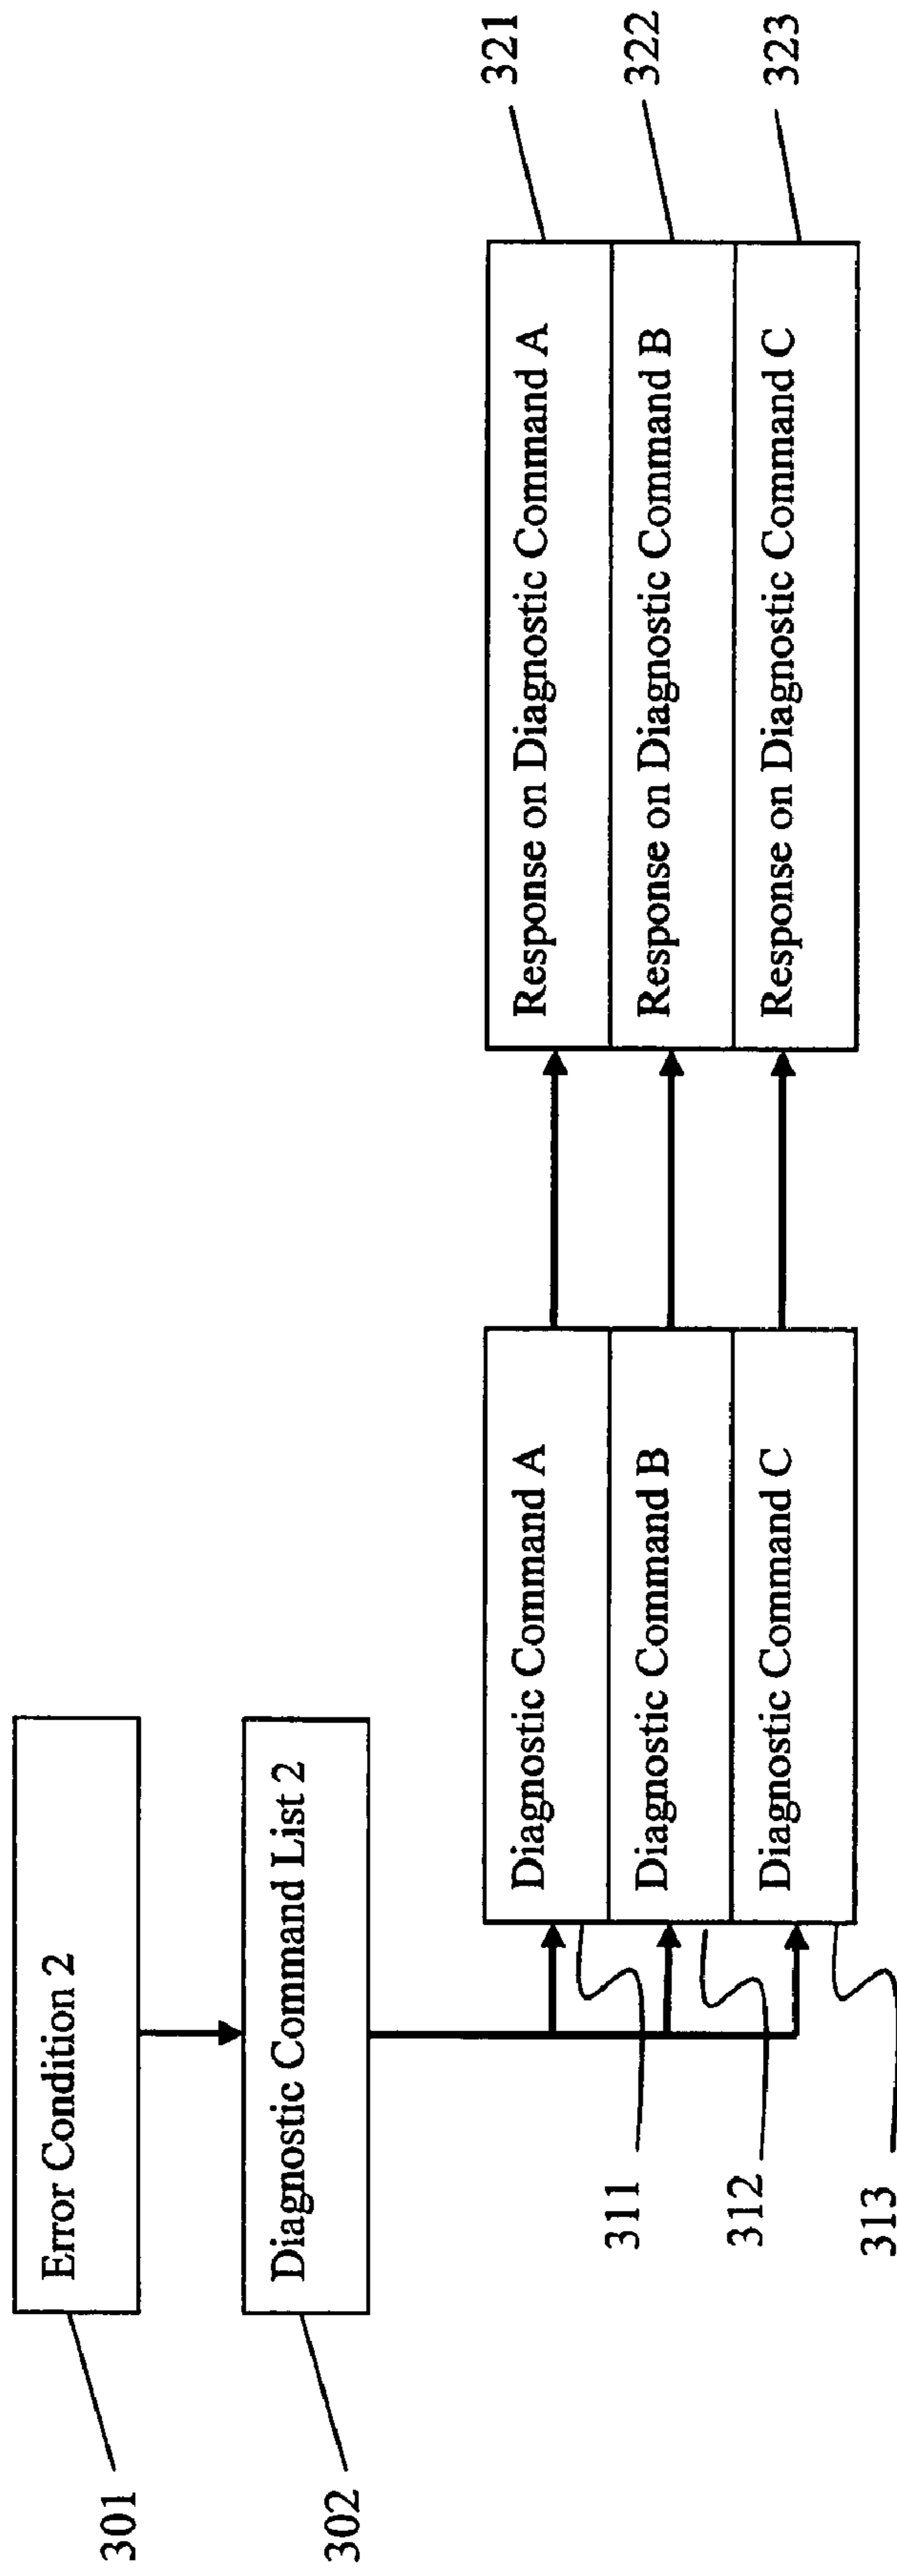 Error Condition 2
301
Diagnostic Command List 2
302
Diagnostic Command A
Diagnostic Command B
Diagnostic Command C
311
312
313
Response on Diagnostic Command A
Response on Diagnostic Command B
Response on Diagnostic Command C
321
322
323